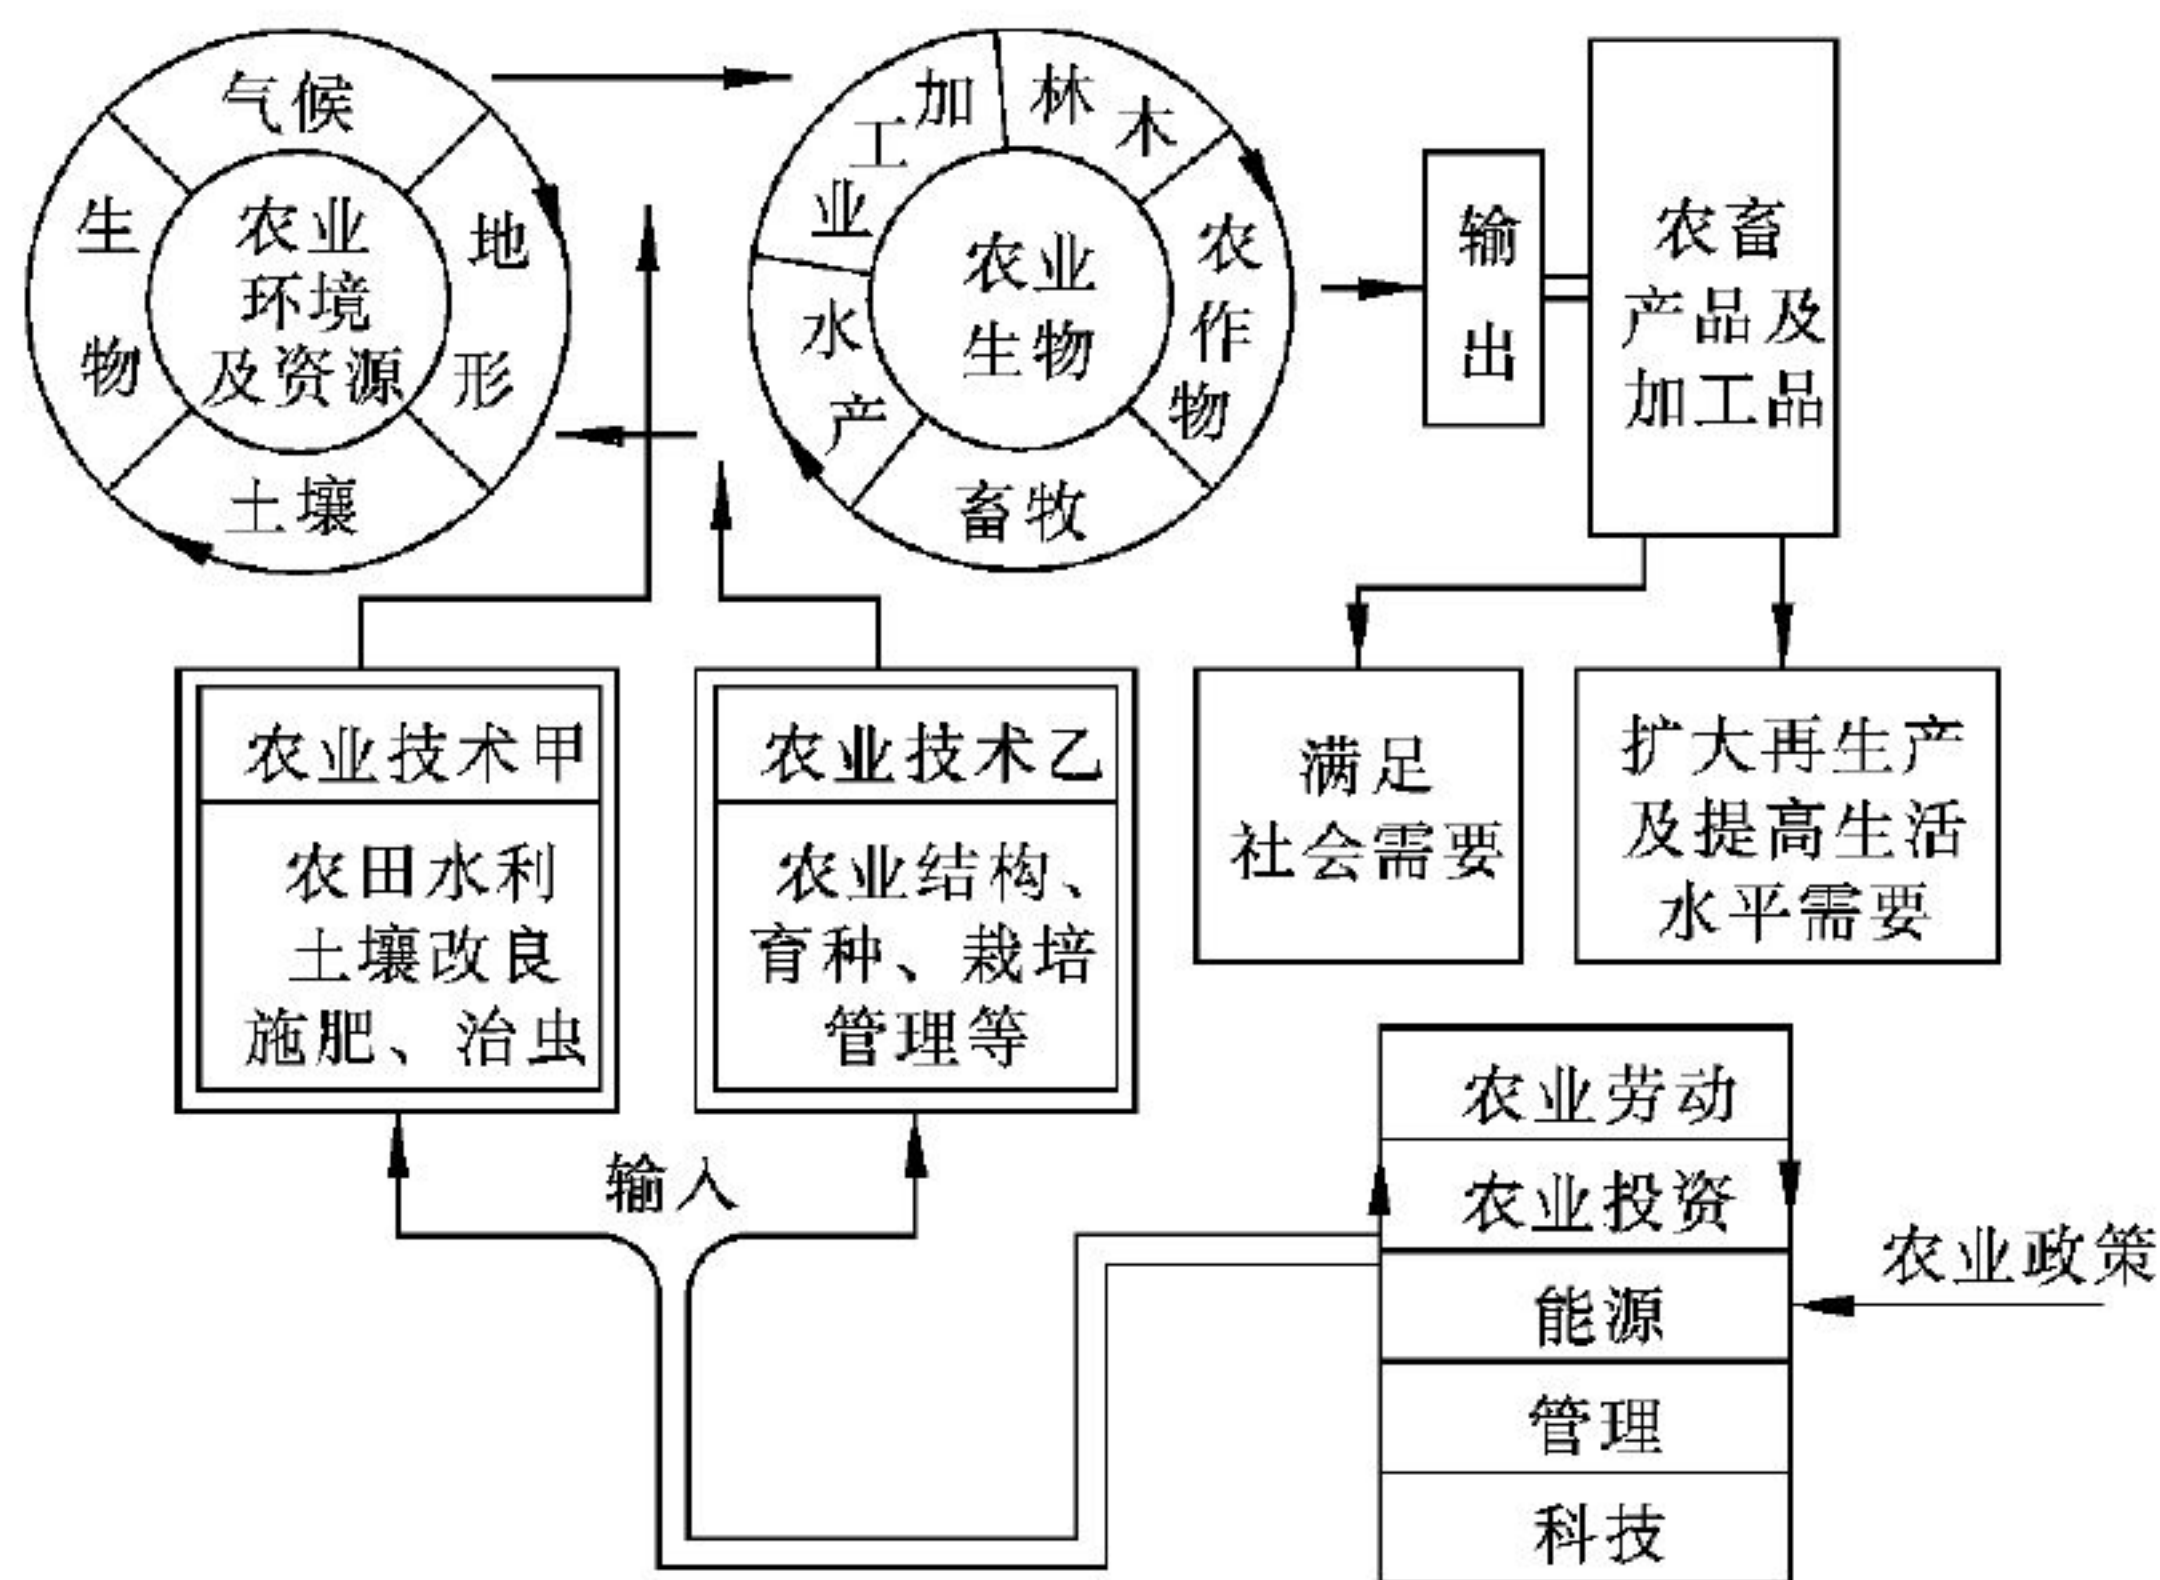 气候
地形
土壤
生物
农业
环境
及资源
加工业
林木
农作物
畜牧
水产
农业
生物
输出
农畜
产品及
加工品
农业技术甲
农田水利
土壤改良
施肥、治虫
农业技术乙
农业结构、
育种、栽培
管理等
满足
社会需要
扩大再生产
及提高生活
水平需要
输入
农业劳动
农业投资
能源
管理
科技
农业政策